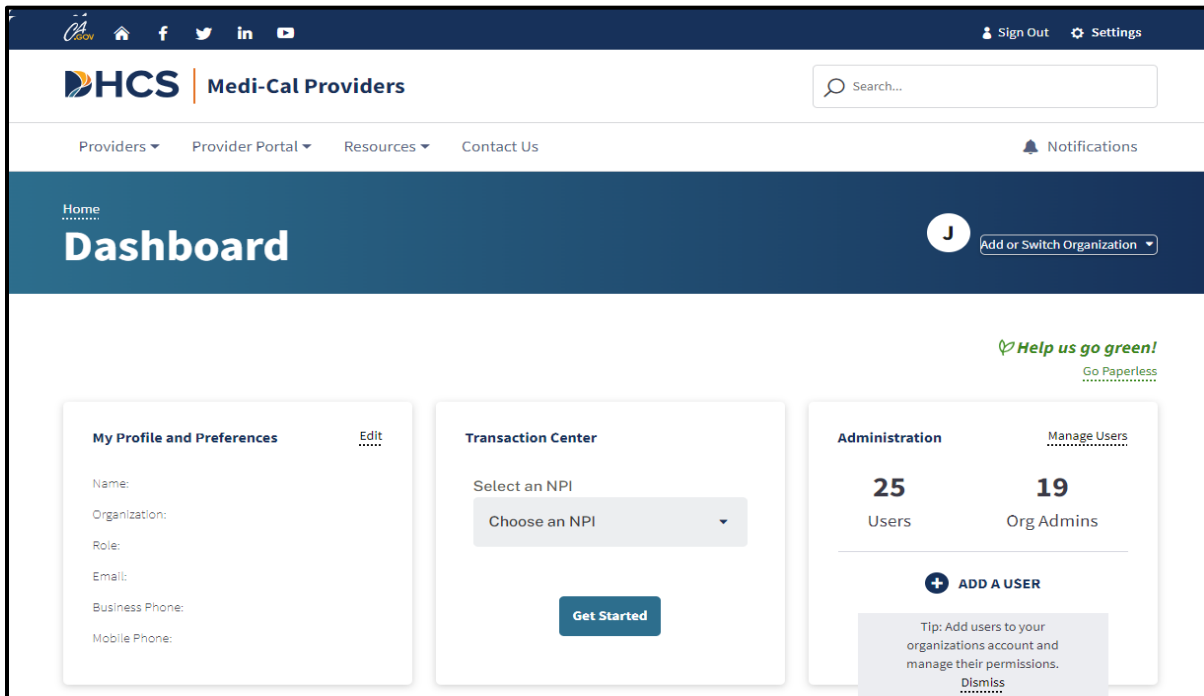 CA.GOV
Sign Out Settings
DHCS Medi-Cal Providers
Search...
Providers Provider Portal Resources Contact Us Notifications
Home
Dashboard
J
Add or Switch Organization
Help us go green!
Go Paperless
My Profile and Preferences Edit
Name:
Organization:
Role:
Email:
Business Phone:
Mobile Phone:
Transaction Center
Select an NPI
Choose an NPI
Get Started
Administration Manage Users
25 19
Users Org Admins
ADD A USER
Tip: Add users to your
organizations account and
manage their permissions.
Dismiss